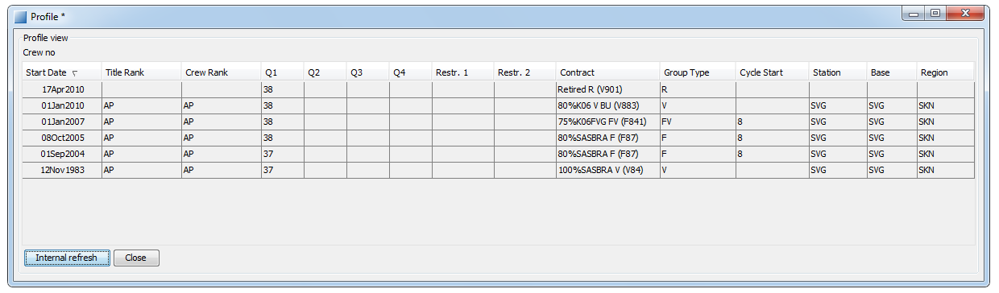 Profile *
Profile view
Crew no
Start Date Title Rank Crew Rank Q1 Q2 Q3 Q4 Restr. 1 Restr. 2 Contract Group Type Cycle Start Station Base Region
17Apr2010 38 Retired R (V901) R
01Jan2010 AP AP 38 80%K06 V BU (V883) V SVG SVG SKN
01Jan2007 AP AP 38 75%K06FVG FV (F841) FV 8 SVG SVG SKN
08Oct2005 AP AP 38 80%SASBRA F (F87) F 8 SVG SVG SKN
01Sep2004 AP AP 37 80%SASBRA F (F87) F 8 SVG SVG SKN
12Nov1983 AP AP 37 100%SASBRA V (V84) V SVG SVG SKN
Internal refresh Close